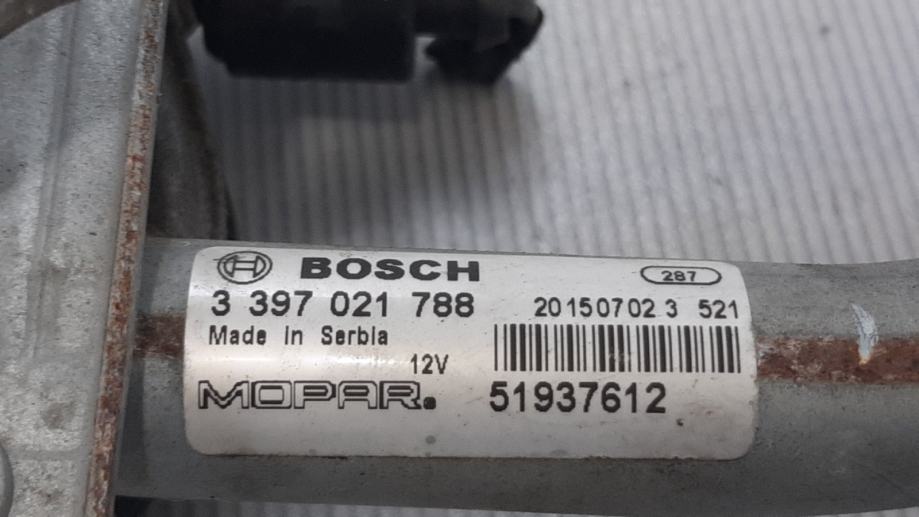 BOSCH 287
3 397 021 788 20150702 3 521
Made in Serbia
12V
MOPAR. 51937612